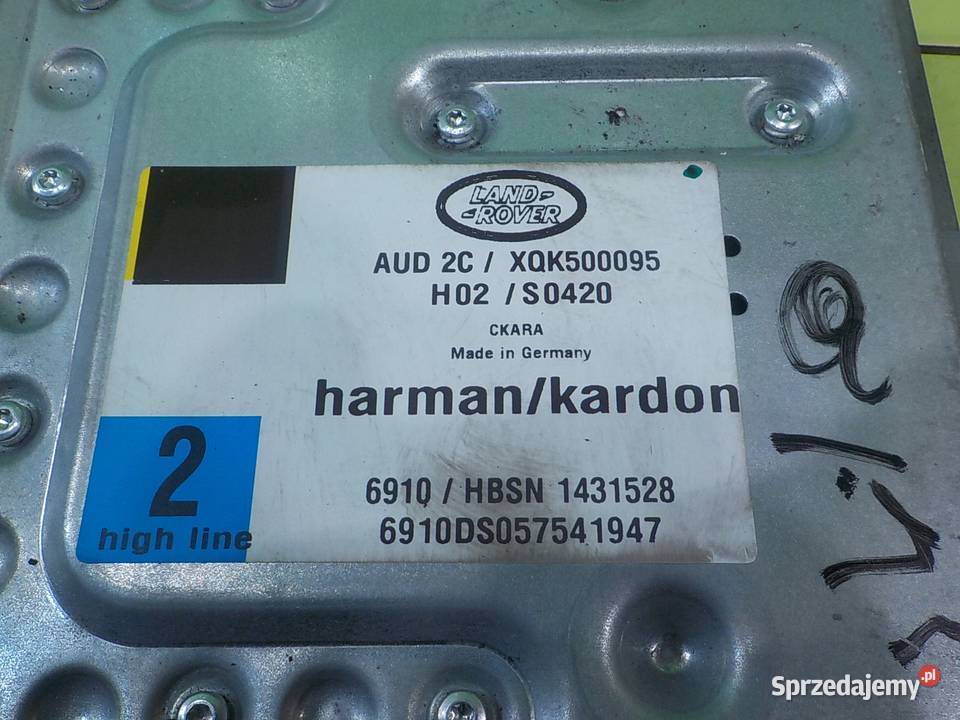 LAND-
-ROVER
AUD 2C / XQK500095
H02 / S0420
CKARA
Made in Germany
harman/kardon
2
high line
6910 / HBSN 1431528
6910DS057541947
Sprzedajemy.pl